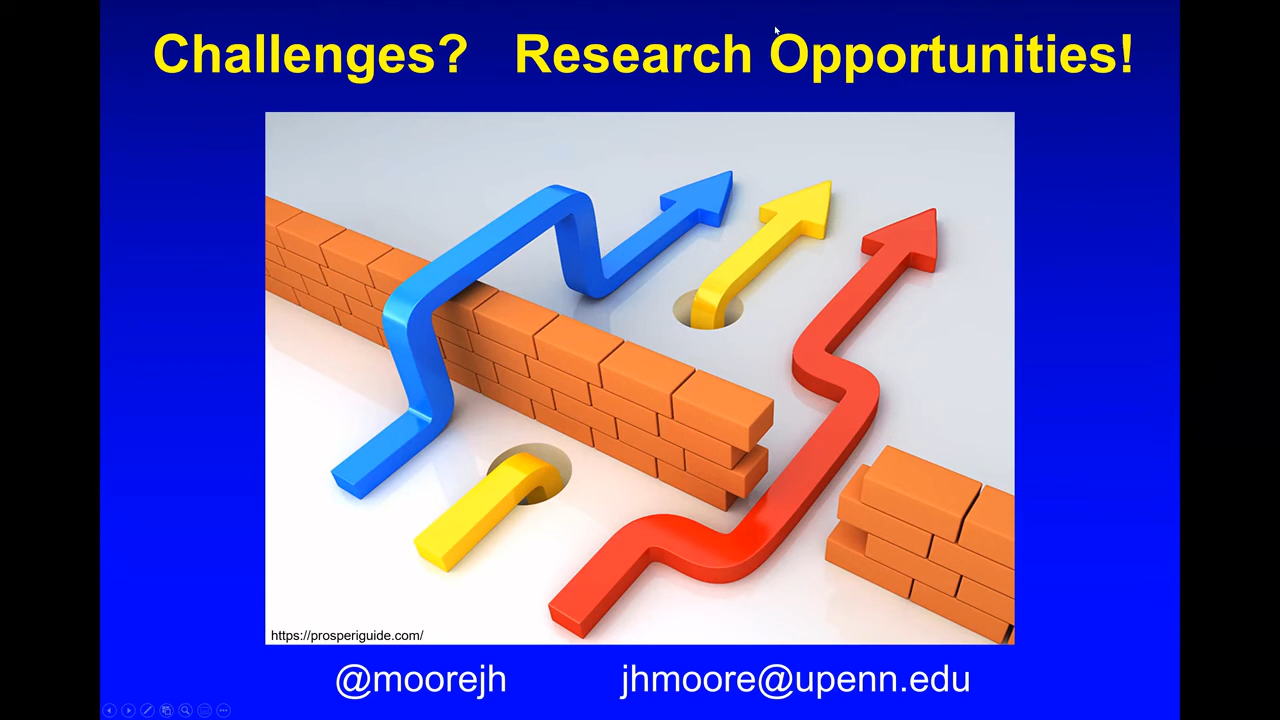 Challenges? Research Opportunities!
https://prosperiguide.com/
@moorejh jhmoore@upenn.edu